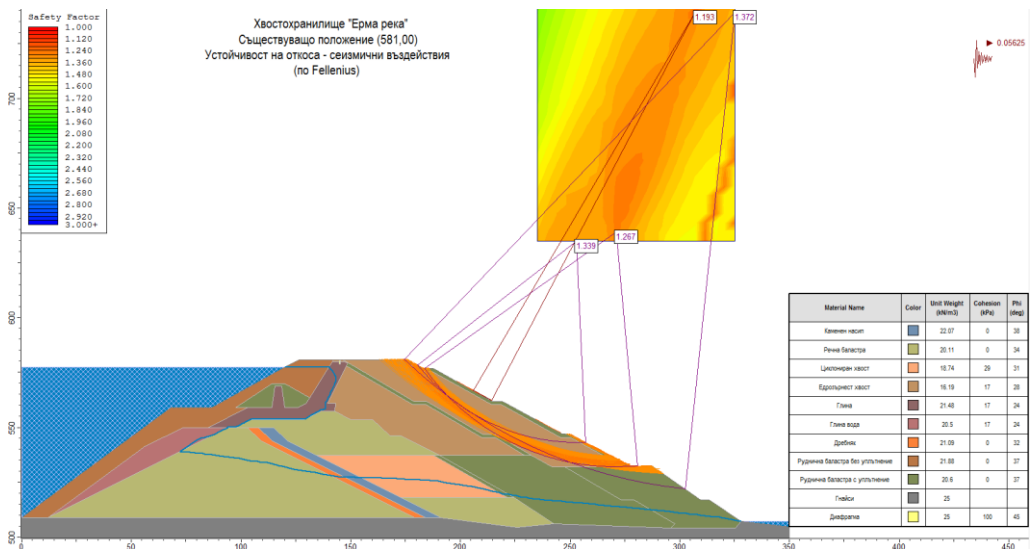 Safety Factor
1.000
1.120
1.240
1.360
1.480
1.600
1.720
1.840
1.960
2.080
2.200
2.320
2.440
2.560
2.680
2.800
2.920
3.000+
Хвостохранилище "Ерма река"
Съществуващо положение (581,00)
Устойчивост на откоса - сеизмични въздействия
(по Fellenius)
1.193
1.372
0.05625
1.339
1.267
700
650
600
550
500
0
50
100
150
200
250
300
350
400
450
Material Name Color Unit Weight (kN/m3) Cohesion (kPa) Phi (deg)
Каменен насип 22.07 0 38
Речна баластра 20.11 0 34
Циклониран хвост 18.74 29 31
Едрозърнест хвост 16.19 17 28
Глина 21.48 17 24
Глина вода 20.5 17 24
Дребняк 21.09 0 32
Руднична баластра без уплътнение 21.88 0 37
Руднична баластра с уплътнение 20.6 0 37
Гнайси 25
Диафрагма 25 100 45